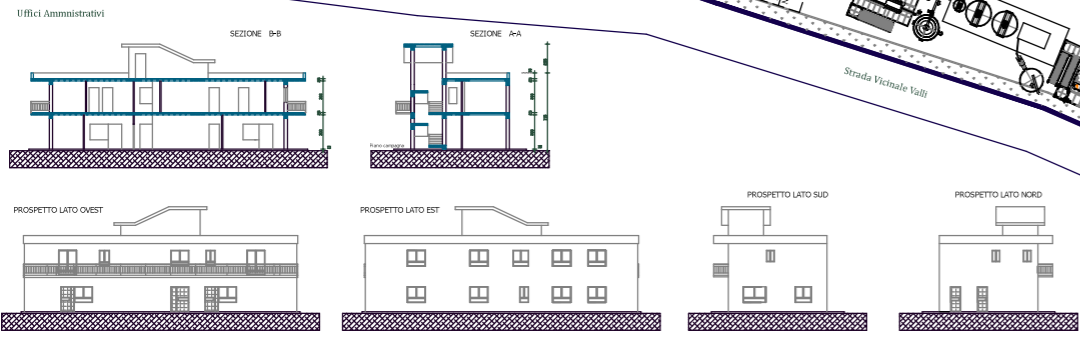 Uffici Ammnistrativi
SEZIONE B-B
SEZIONE A-A
Strada Vicinale Valli
Piano campagna
PROSPETTO LATO OVEST
PROSPETTO LATO EST
PROSPETTO LATO SUD
PROSPETTO LATO NORD